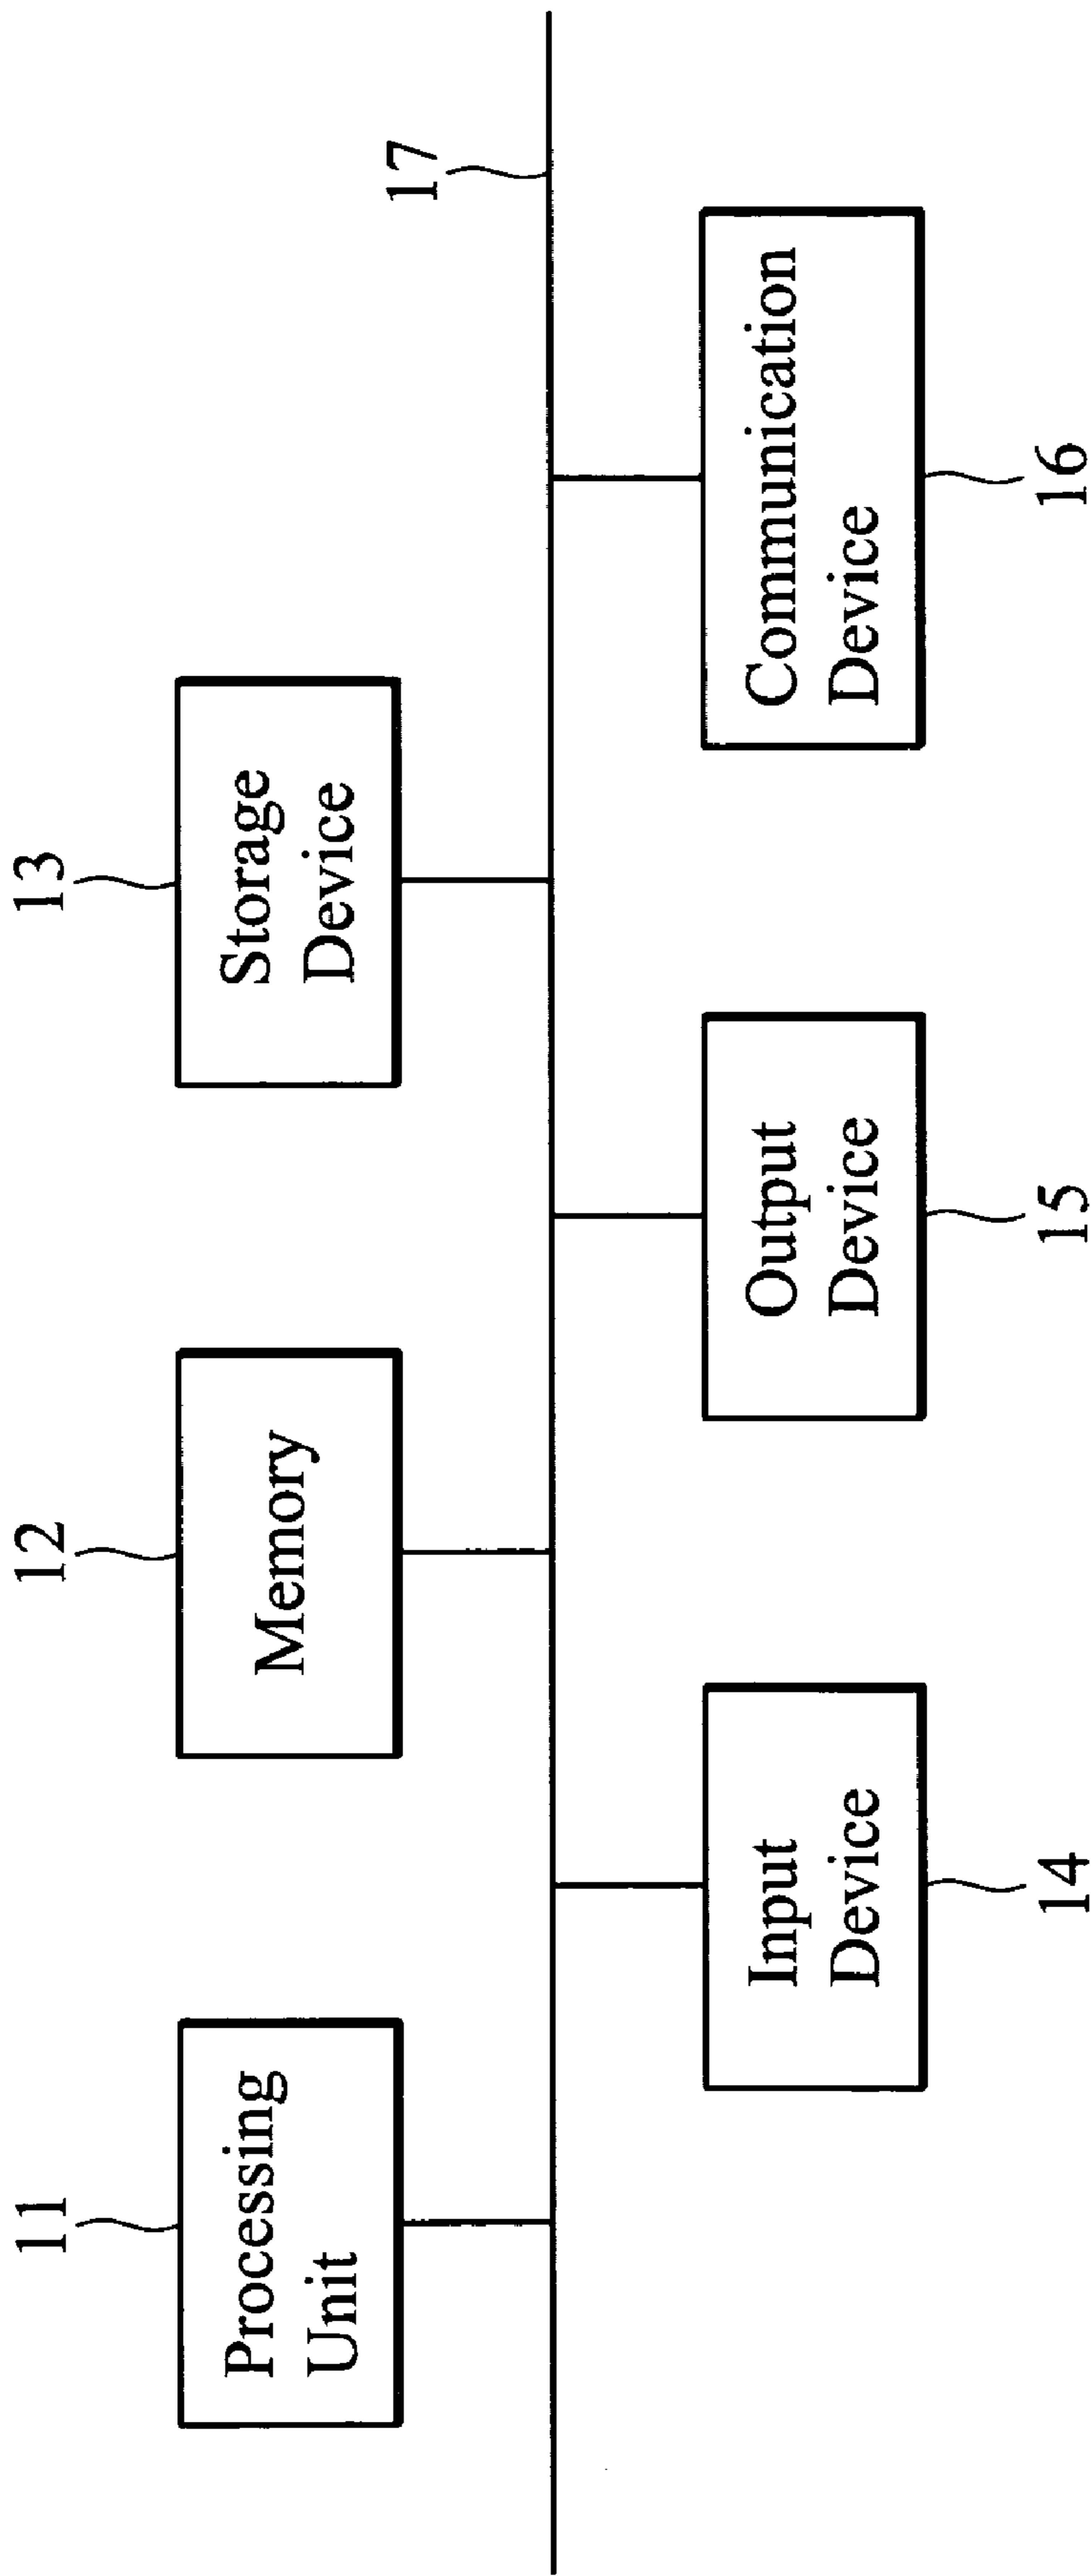 11
Processing
Unit
12
Memory
13
Storage
Device
17
14
Input
Device
15
Output
Device
16
Communication
Device